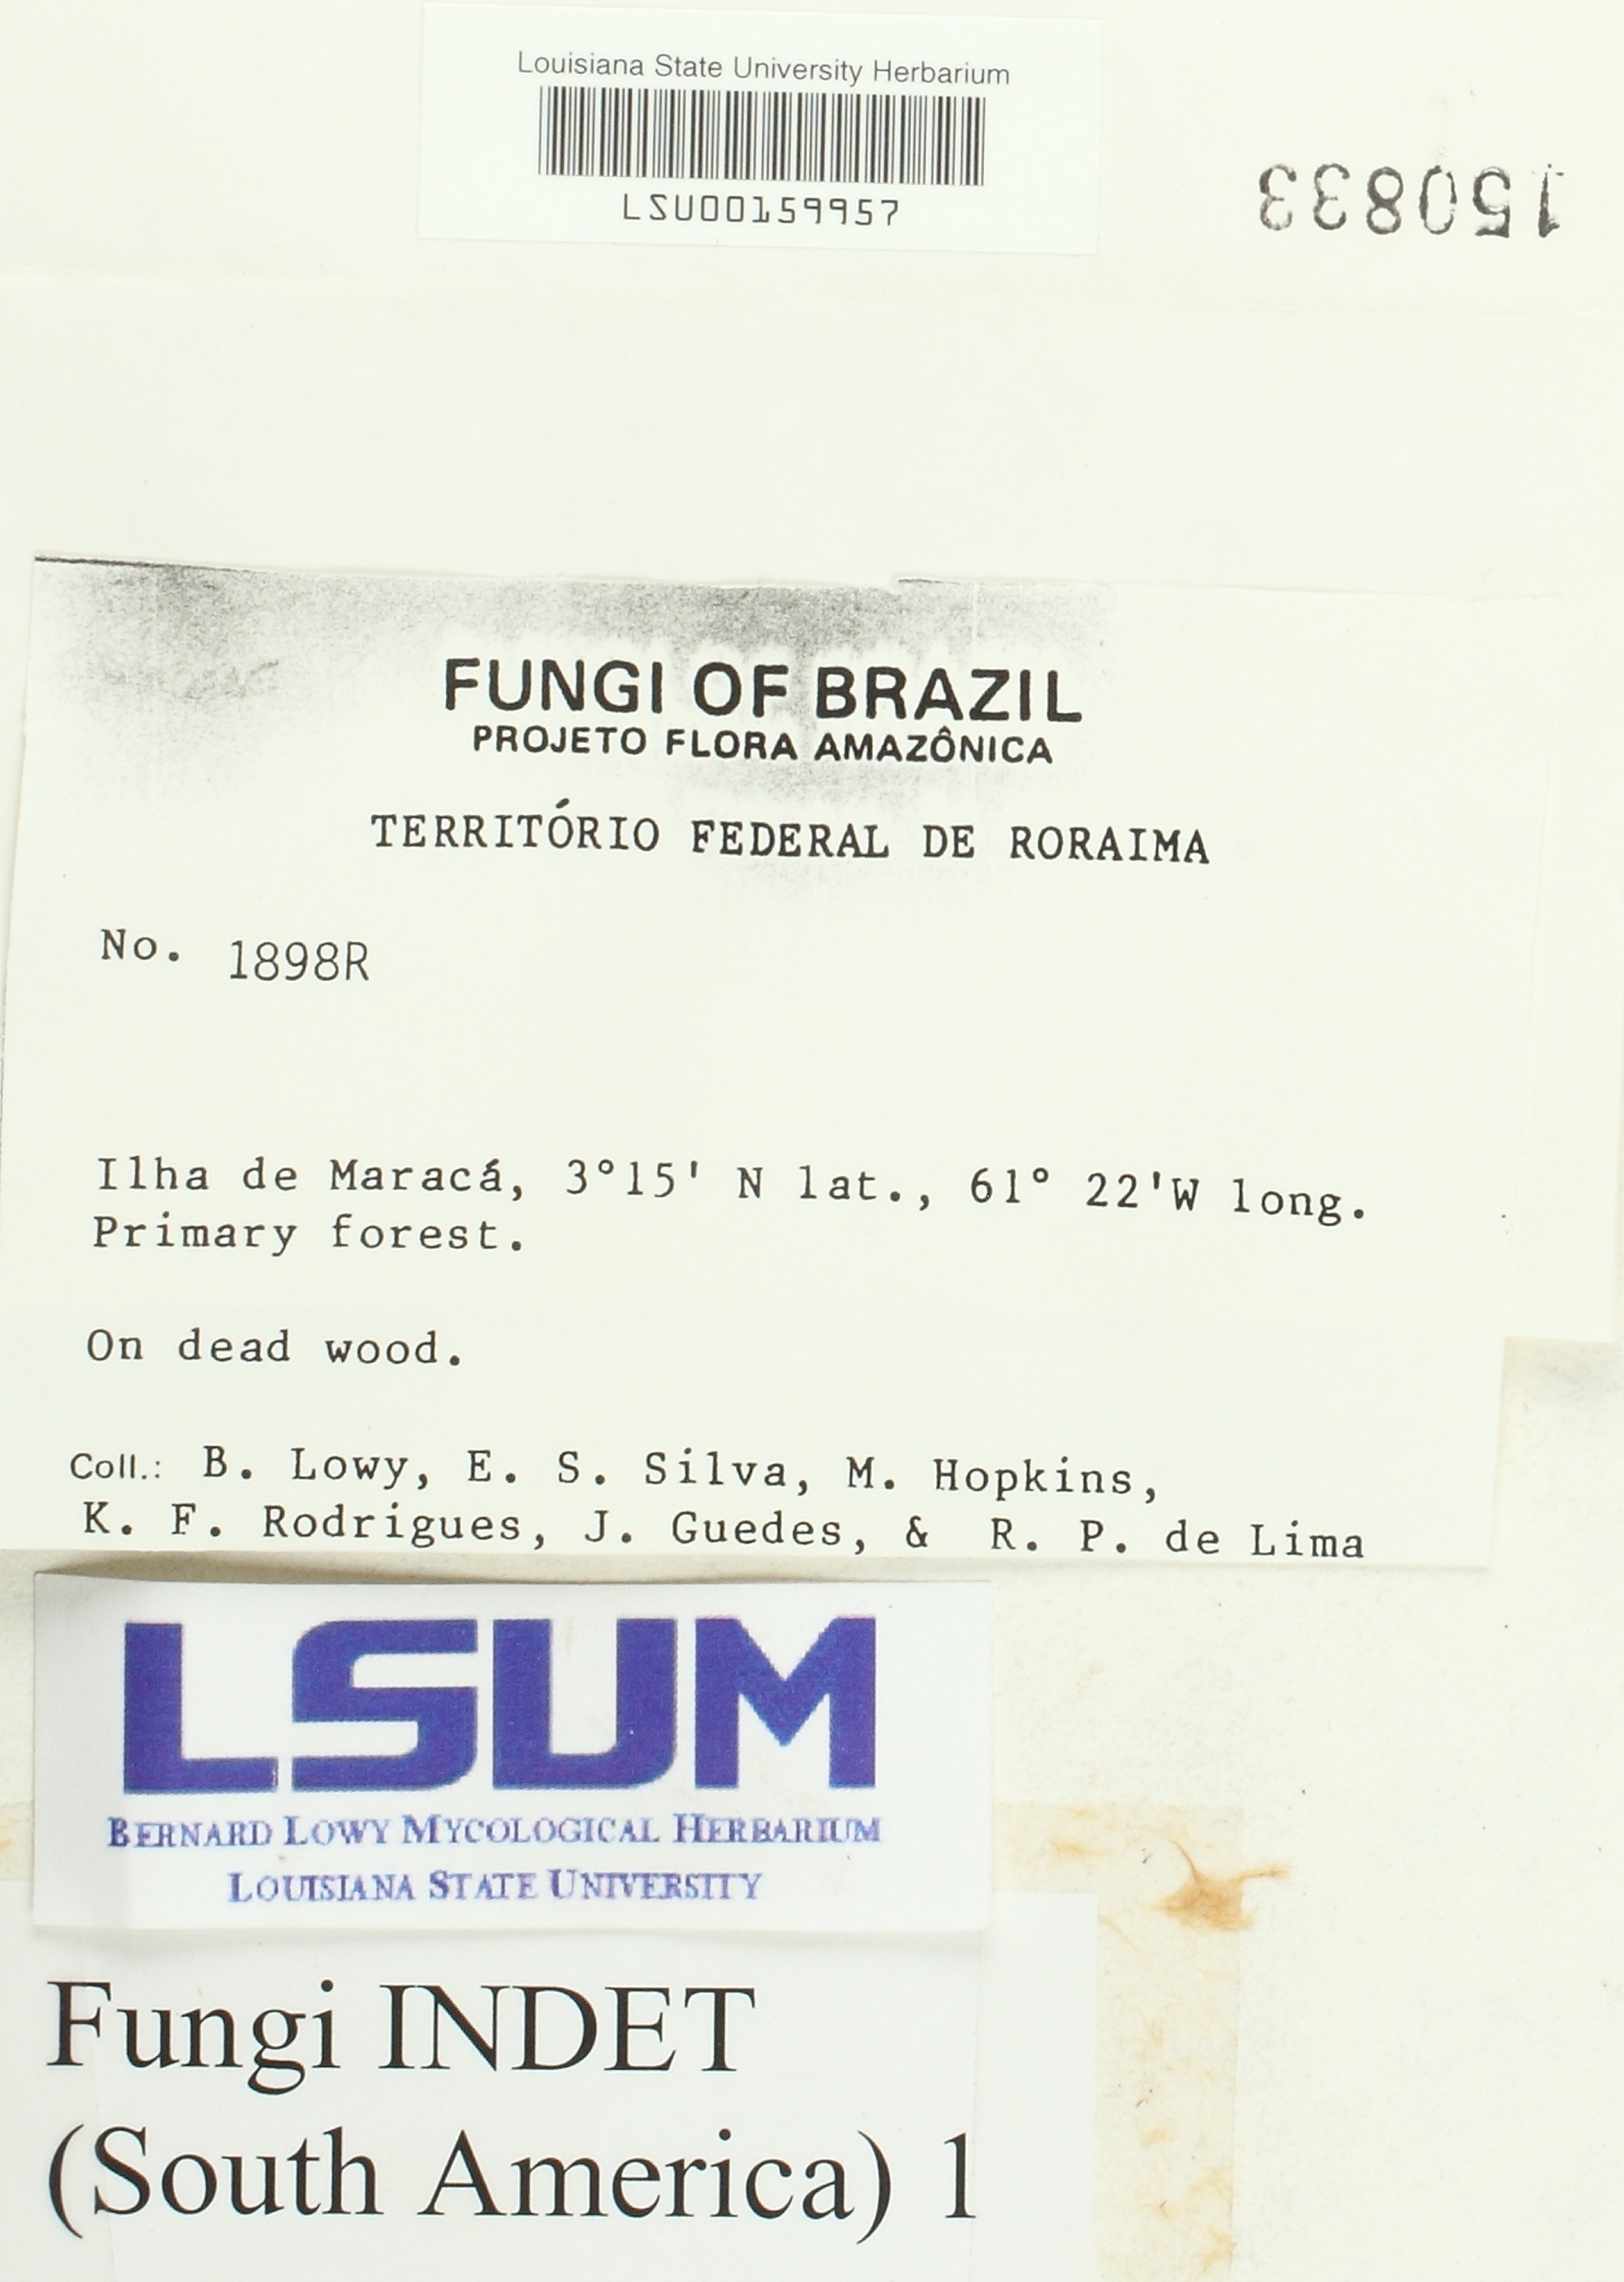 Louisiana State University Herbarium
LSU00159957
150833
FUNGI OF BRAZIL
PROJETO FLORA AMAZÔNICA
TERRITÓRIO FEDERAL DE RORAIMA
No. 1898R
Ilha de Maracá, 3°15' N lat., 61° 22'W long.
Primary forest.
On dead wood.
Coll.: B. Lowy, E. S. Silva, M. Hopkins,
K. F. Rodrigues, J. Guedes, & R. P. de Lima
LSUM
BERNARD LOWY MYCOLOGICAL HERBARIUM
LOUISIANA STATE UNIVERSITY
Fungi INDET
(South America) 1